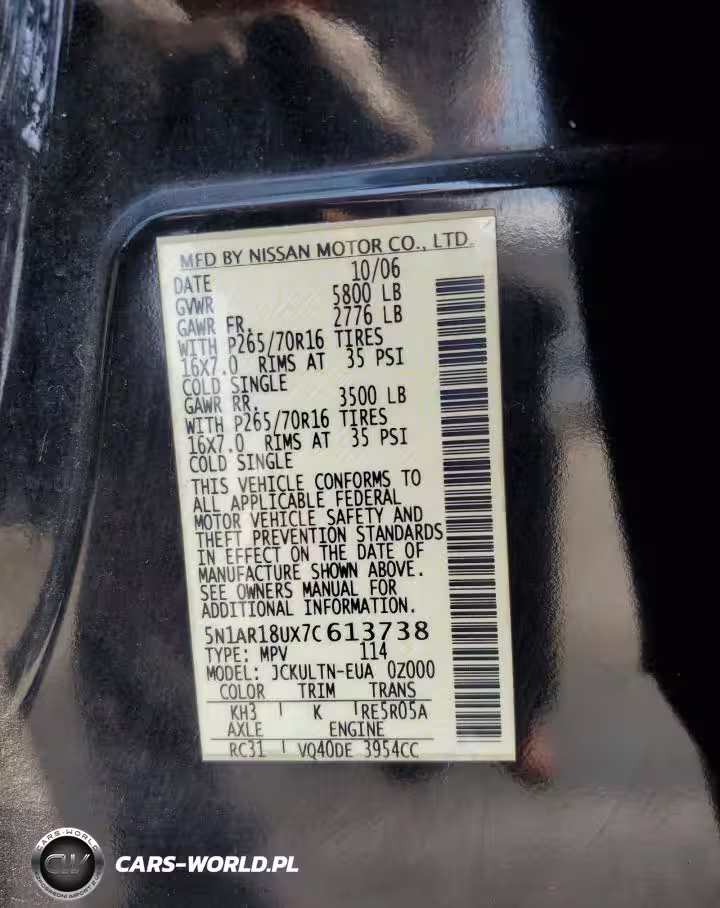 MFD BY NISSAN MOTOR CO., LTD.
DATE 10/06
GVWR 5800 LB
GAWR FR. 2776 LB
WITH P265/70R16 TIRES
16X7.0 RIMS AT 35 PSI
COLD SINGLE
GAWR RR. 3500 LB
WITH P265/70R16 TIRES
16X7.0 RIMS AT 35 PSI
COLD SINGLE
THIS VEHICLE CONFORMS TO
ALL APPLICABLE FEDERAL
MOTOR VEHICLE SAFETY AND
THEFT PREVENTION STANDARDS
IN EFFECT ON THE DATE OF
MANUFACTURE SHOWN ABOVE.
SEE OWNERS MANUAL FOR
ADDITIONAL INFORMATION.
5N1AR18UX7C613738
TYPE: MPV 114
MODEL: JCKULTN-EUA 0Z000
COLOR TRIM TRANS
KH3 K RE5R05A
AXLE ENGINE
RC31 VQ40DE 3954CC
CARS-WORLD
CW
CARS-WORLD.PL